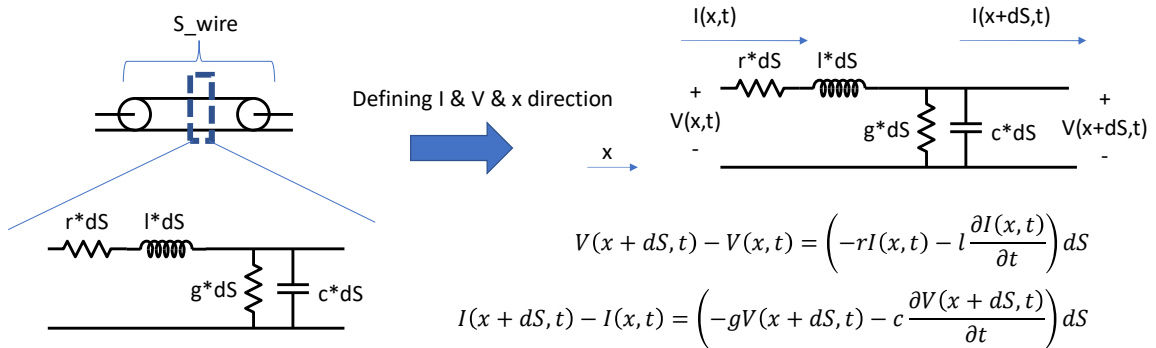 S_wire
r*dS
l*dS
g*dS
c*dS
Defining I & V & x direction
x
I(x,t)
I(x+dS,t)
r*dS
l*dS
+
V(x,t)
-
g*dS
c*dS
+
V(x+dS,t)
-
V(x + dS, t) − V(x, t) = (−rI(x, t) − l ∂I(x, t)/∂t) dS
I(x + dS, t) − I(x, t) = (−gV(x + dS, t) − c ∂V(x + dS, t)/∂t) dS